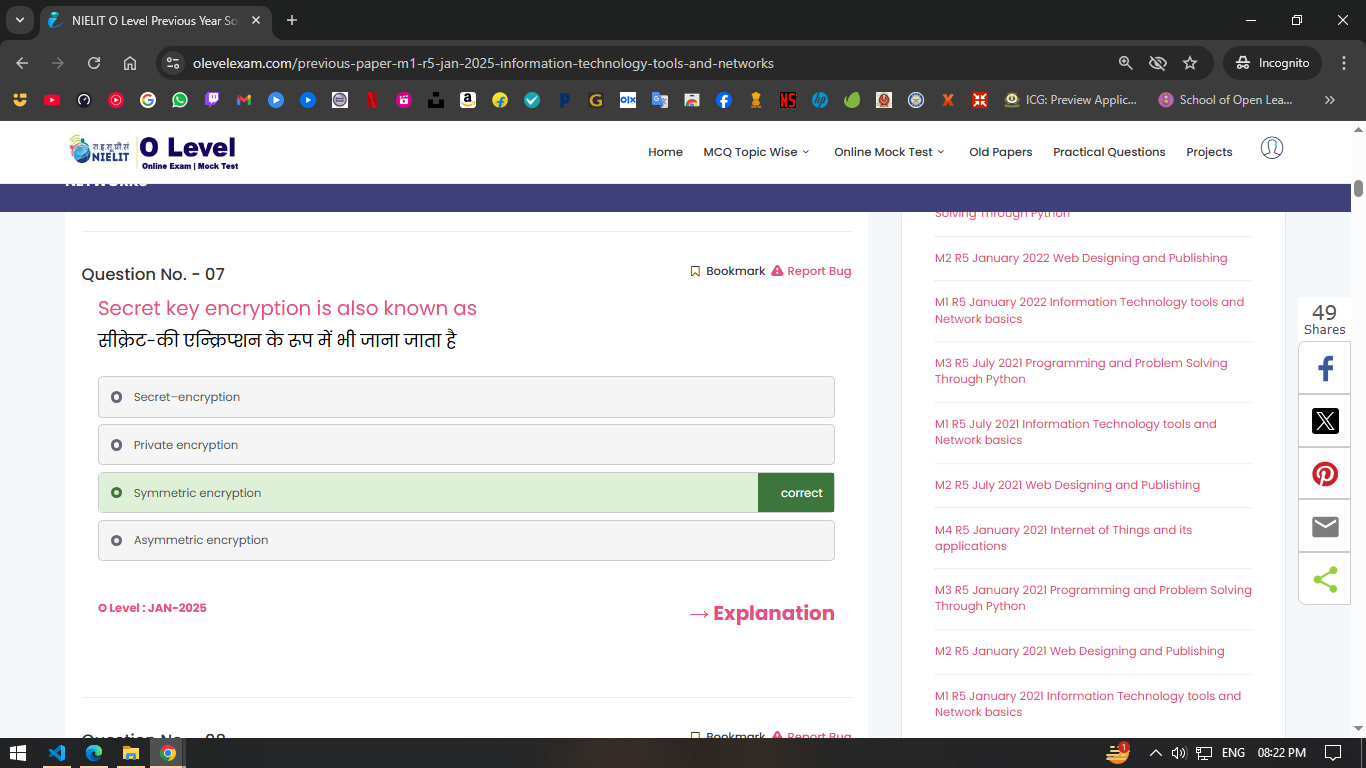 NIELIT O Level Previous Year So
olevelexam.com/previous-paper-m1-r5-jan-2025-information-technology-tools-and-networks
Incognito
ICG: Preview Applic...
School of Open Lea...
NIELIT
O Level
Online Exam | Mock Test
Home
MCQ Topic Wise
Online Mock Test
Old Papers
Practical Questions
Projects
NETWORKS
Question No. - 07
Bookmark
Report Bug
Secret key encryption is also known as
सीक्रेट-की एन्क्रिप्शन के रूप में भी जाना जाता है
Secret-encryption
Private encryption
Symmetric encryption
correct
Asymmetric encryption
O Level : JAN-2025
→ Explanation
Question No. - 08
Bookmark
Report Bug
Solving Through Python
M2 R5 January 2022 Web Designing and Publishing
M1 R5 January 2022 Information Technology tools and
Network basics
M3 R5 July 2021 Programming and Problem Solving
Through Python
M1 R5 July 2021 Information Technology tools and
Network basics
M2 R5 July 2021 Web Designing and Publishing
M4 R5 January 2021 Internet of Things and its
applications
M3 R5 January 2021 Programming and Problem Solving
Through Python
M2 R5 January 2021 Web Designing and Publishing
M1 R5 January 2021 Information Technology tools and
Network basics
49
Shares
1
ENG
08:22 PM